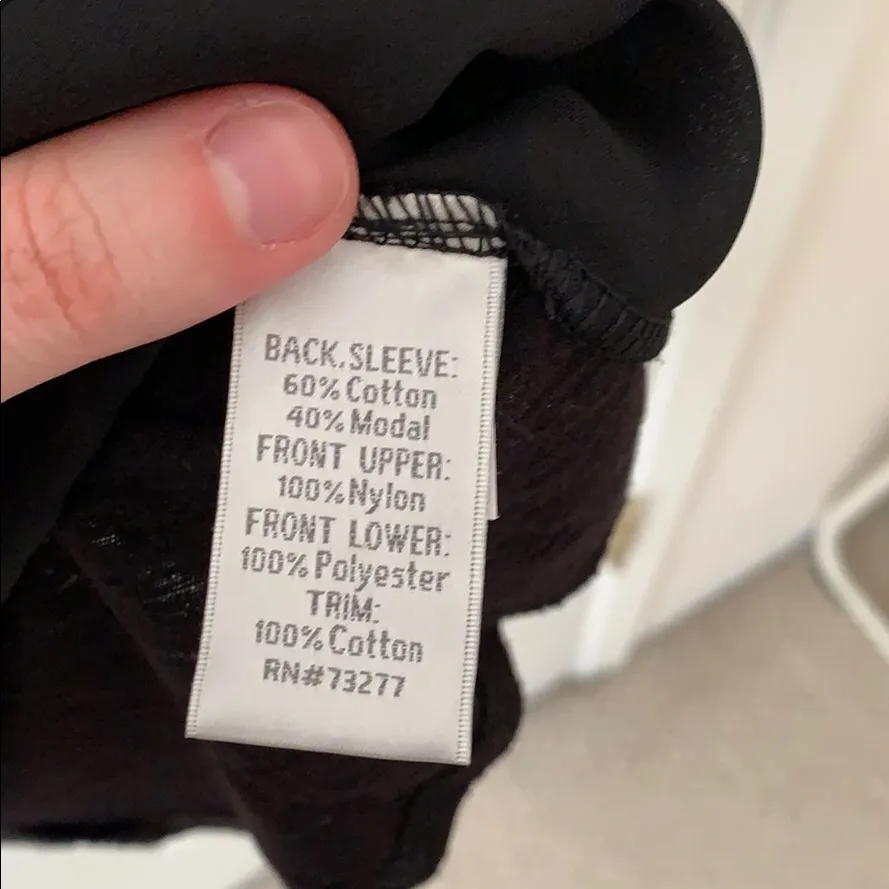 BACK.SLEEVE:
60% Cotton
40% Modal
FRONT UPPER:
100% Nylon
FRONT LOWER:
100% Polyester
TRIM:
100% Cotton
RN#73277